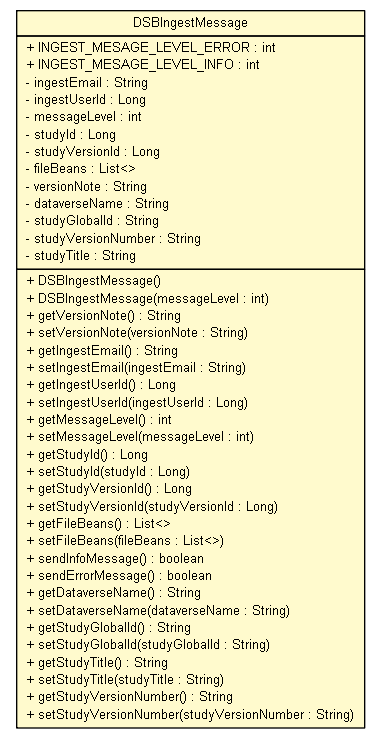 DSBIngestMessage
+ INGEST_MESAGE_LEVEL_ERROR : int
+ INGEST_MESAGE_LEVEL_INFO : int
- ingestEmail : String
- ingestUserId : Long
- messageLevel : int
- studyId : Long
- studyVersionId : Long
- fileBeans : List<>
- versionNote : String
- dataverseName : String
- studyGlobalId : String
- studyVersionNumber : String
- studyTitle : String
+ DSBIngestMessage()
+ DSBIngestMessage(messageLevel : int)
+ getVersionNote() : String
+ setVersionNote(versionNote : String)
+ getIngestEmail() : String
+ setIngestEmail(ingestEmail : String)
+ getIngestUserId() : Long
+ setIngestUserId(ingestUserId : Long)
+ getMessageLevel() : int
+ setMessageLevel(messageLevel : int)
+ getStudyId() : Long
+ setStudyId(studyId : Long)
+ getStudyVersionId() : Long
+ setStudyVersionId(studyVersionId : Long)
+ getFileBeans() : List<>
+ setFileBeans(fileBeans : List<>)
+ sendInfoMessage() : boolean
+ sendErrorMessage() : boolean
+ getDataverseName() : String
+ setDataverseName(dataverseName : String)
+ getStudyGlobalId() : String
+ setStudyGlobalId(studyGlobalId : String)
+ getStudyTitle() : String
+ setStudyTitle(studyTitle : String)
+ getStudyVersionNumber() : String
+ setStudyVersionNumber(studyVersionNumber : String)